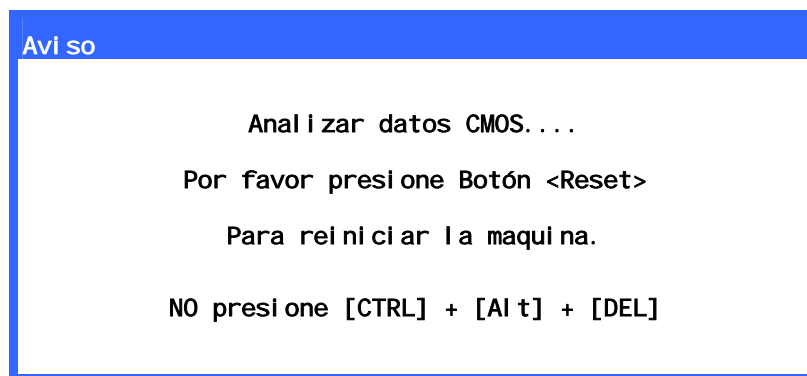 Aviso
Analizar datos CMOS....
Por favor presione Botón <Reset>
Para reiniciar la maquina.
NO presione [CTRL] + [Alt] + [DEL]